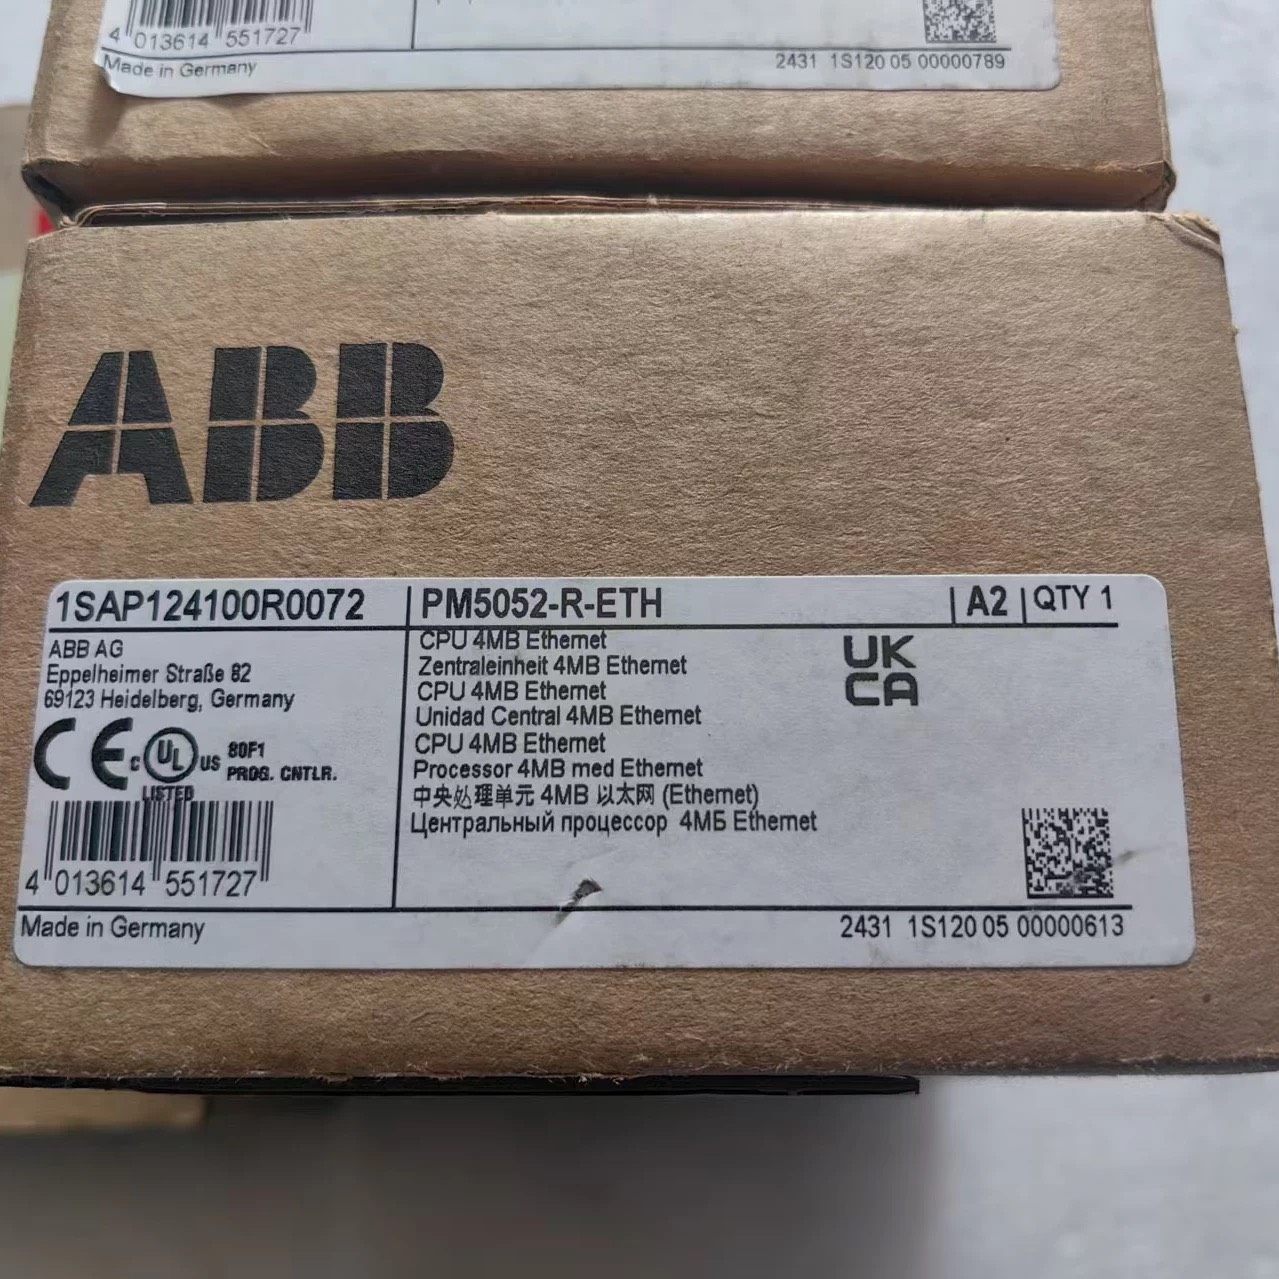 4 013614 551727
Made in Germany
2431 1S120 05 00000789
ABB
1SAP124100R0072
PM5052-R-ETH
A2
QTY 1
ABB AG
Eppelheimer Straße 82
69123 Heidelberg, Germany
CE
c UL us
LISTED
80F1
PROG. CNTLR.
4 013614 551727
CPU 4MB Ethernet
Zentraleinheit 4MB Ethernet
CPU 4MB Ethernet
Unidad Central 4MB Ethernet
CPU 4MB Ethernet
Processor 4MB med Ethernet
中央处理单元 4MB 以太网 (Ethernet)
Центральный процессор 4МБ Ethernet
UK
CA
Made in Germany
2431 1S120 05 00000613